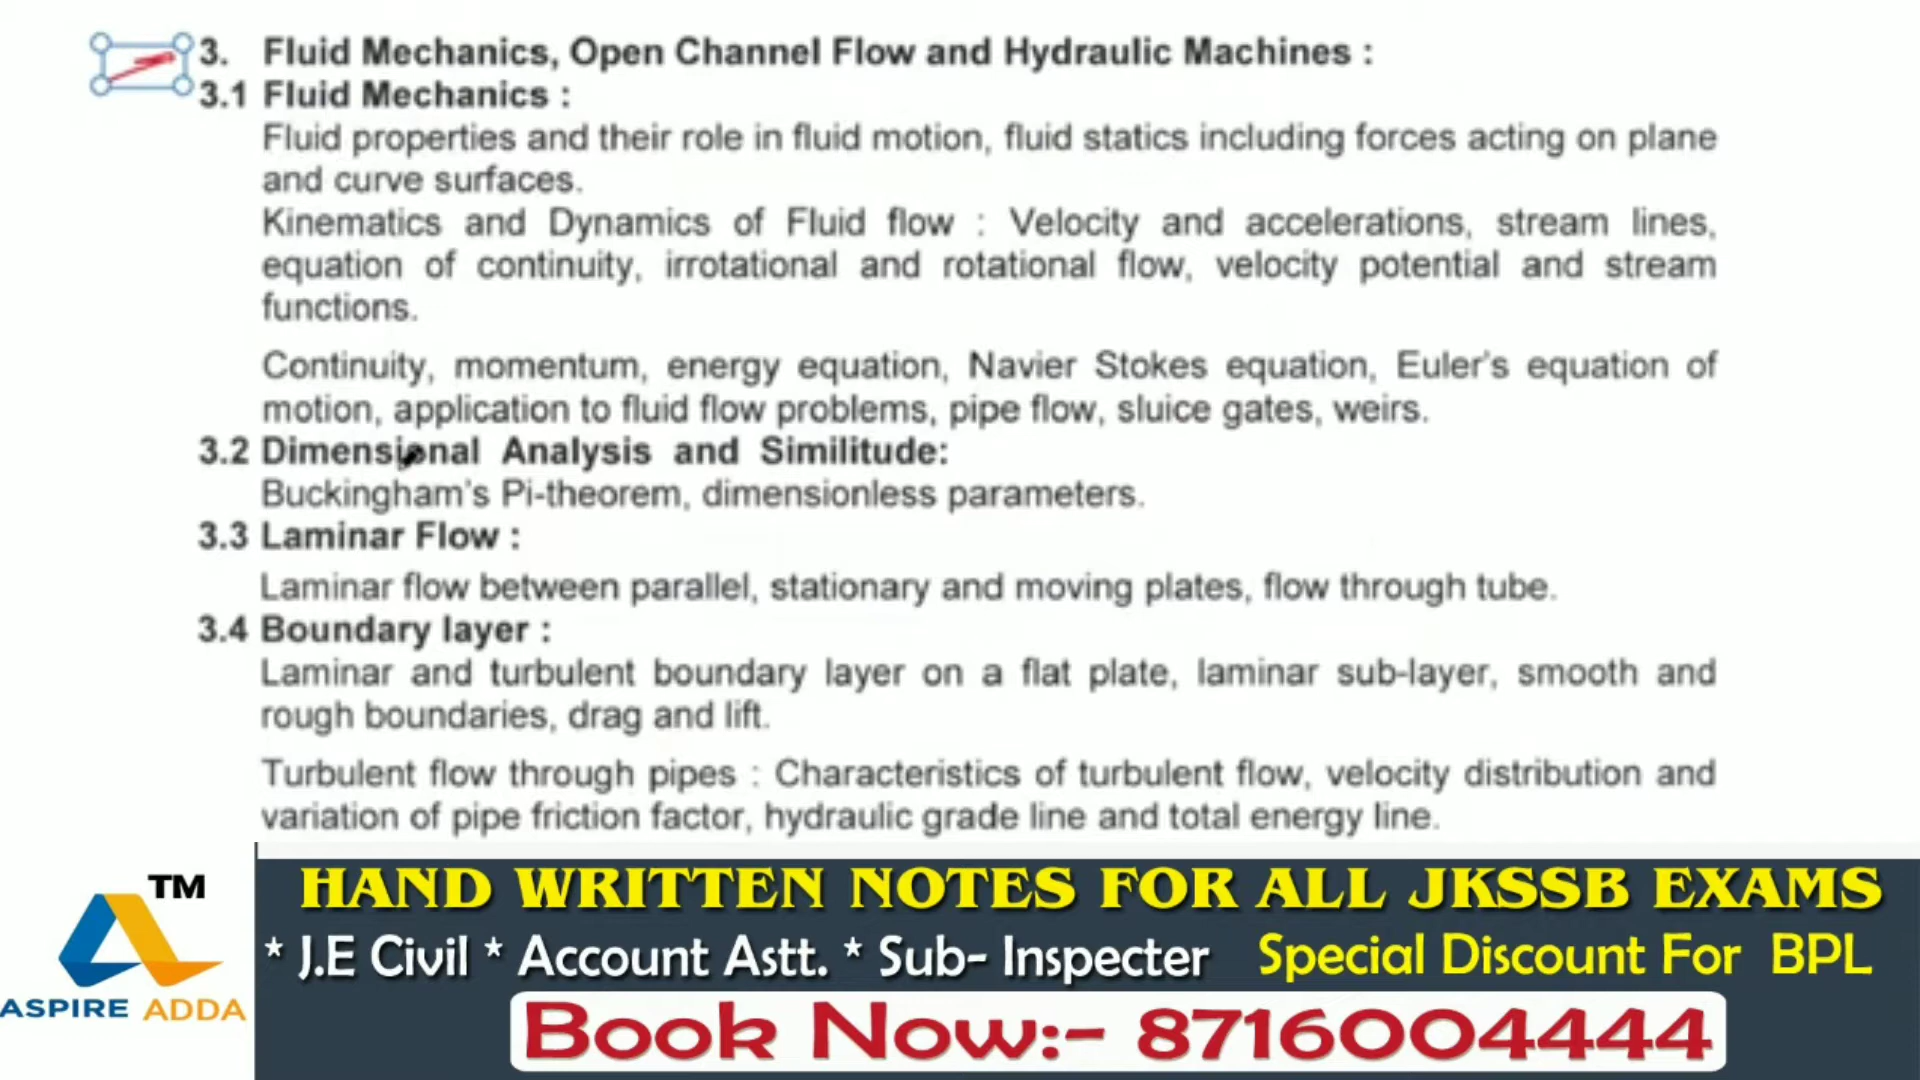 3. Fluid Mechanics, Open Channel Flow and Hydraulic Machines :
3.1 Fluid Mechanics :
Fluid properties and their role in fluid motion, fluid statics including forces acting on plane
and curve surfaces.
Kinematics and Dynamics of Fluid flow : Velocity and accelerations, stream lines,
equation of continuity, irrotational and rotational flow, velocity potential and stream
functions.
Continuity, momentum, energy equation, Navier Stokes equation, Euler's equation of
motion, application to fluid flow problems, pipe flow, sluice gates, weirs.
3.2 Dimensional Analysis and Similitude:
Buckingham's Pi-theorem, dimensionless parameters.
3.3 Laminar Flow :
Laminar flow between parallel, stationary and moving plates, flow through tube.
3.4 Boundary layer :
Laminar and turbulent boundary layer on a flat plate, laminar sub-layer, smooth and
rough boundaries, drag and lift.
Turbulent flow through pipes : Characteristics of turbulent flow, velocity distribution and
variation of pipe friction factor, hydraulic grade line and total energy line.
TM
ASPIRE ADDA
HAND WRITTEN NOTES FOR ALL JKSSB EXAMS
* J.E Civil * Account Astt. * Sub- Inspecter Special Discount For BPL
Book Now:- 8716004444